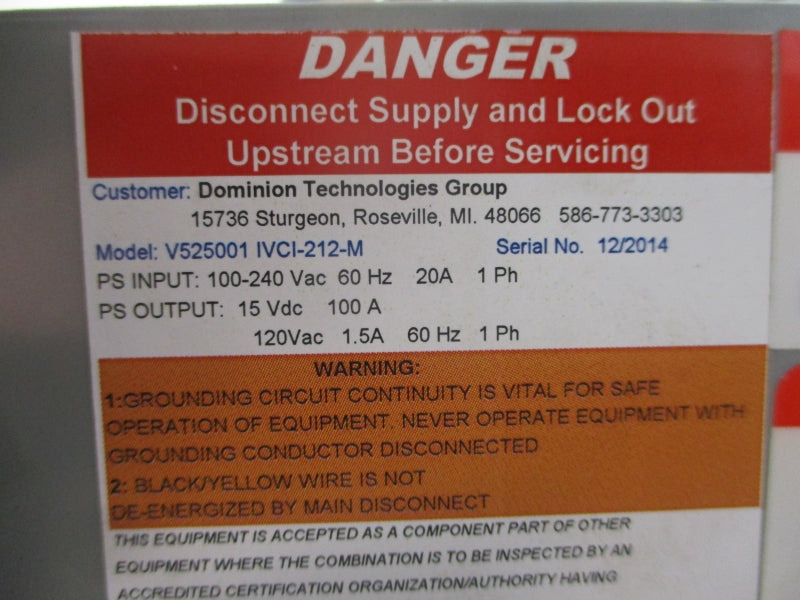 DANGER
Disconnect Supply and Lock Out
Upstream Before Servicing
Customer: Dominion Technologies Group
15736 Sturgeon, Roseville, MI. 48066 586-773-3303
Model: V525001 IVCI-212-M Serial No. 12/2014
PS INPUT: 100-240 Vac 60 Hz 20A 1 Ph
PS OUTPUT: 15 Vdc 100 A
120Vac 1.5A 60 Hz 1 Ph
WARNING:
1:GROUNDING CIRCUIT CONTINUITY IS VITAL FOR SAFE
OPERATION OF EQUIPMENT. NEVER OPERATE EQUIPMENT WITH
GROUNDING CONDUCTOR DISCONNECTED
2: BLACK/YELLOW WIRE IS NOT
DE-ENERGIZED BY MAIN DISCONNECT
THIS EQUIPMENT IS ACCEPTED AS A COMPONENT PART OF OTHER
EQUIPMENT WHERE THE COMBINATION IS TO BE INSPECTED BY AN
ACCREDITED CERTIFICATION ORGANIZATION/AUTHORITY HAVING